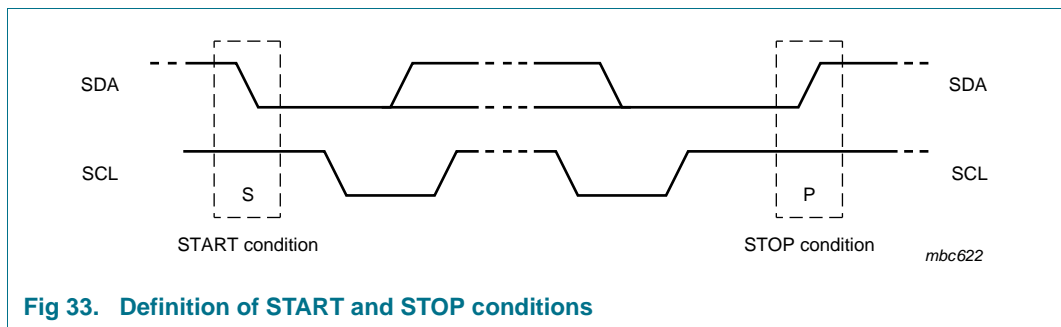 SDA SDA
SCL SCL
S P
START condition STOP condition
mbc622
Fig 33. Definition of START and STOP conditions